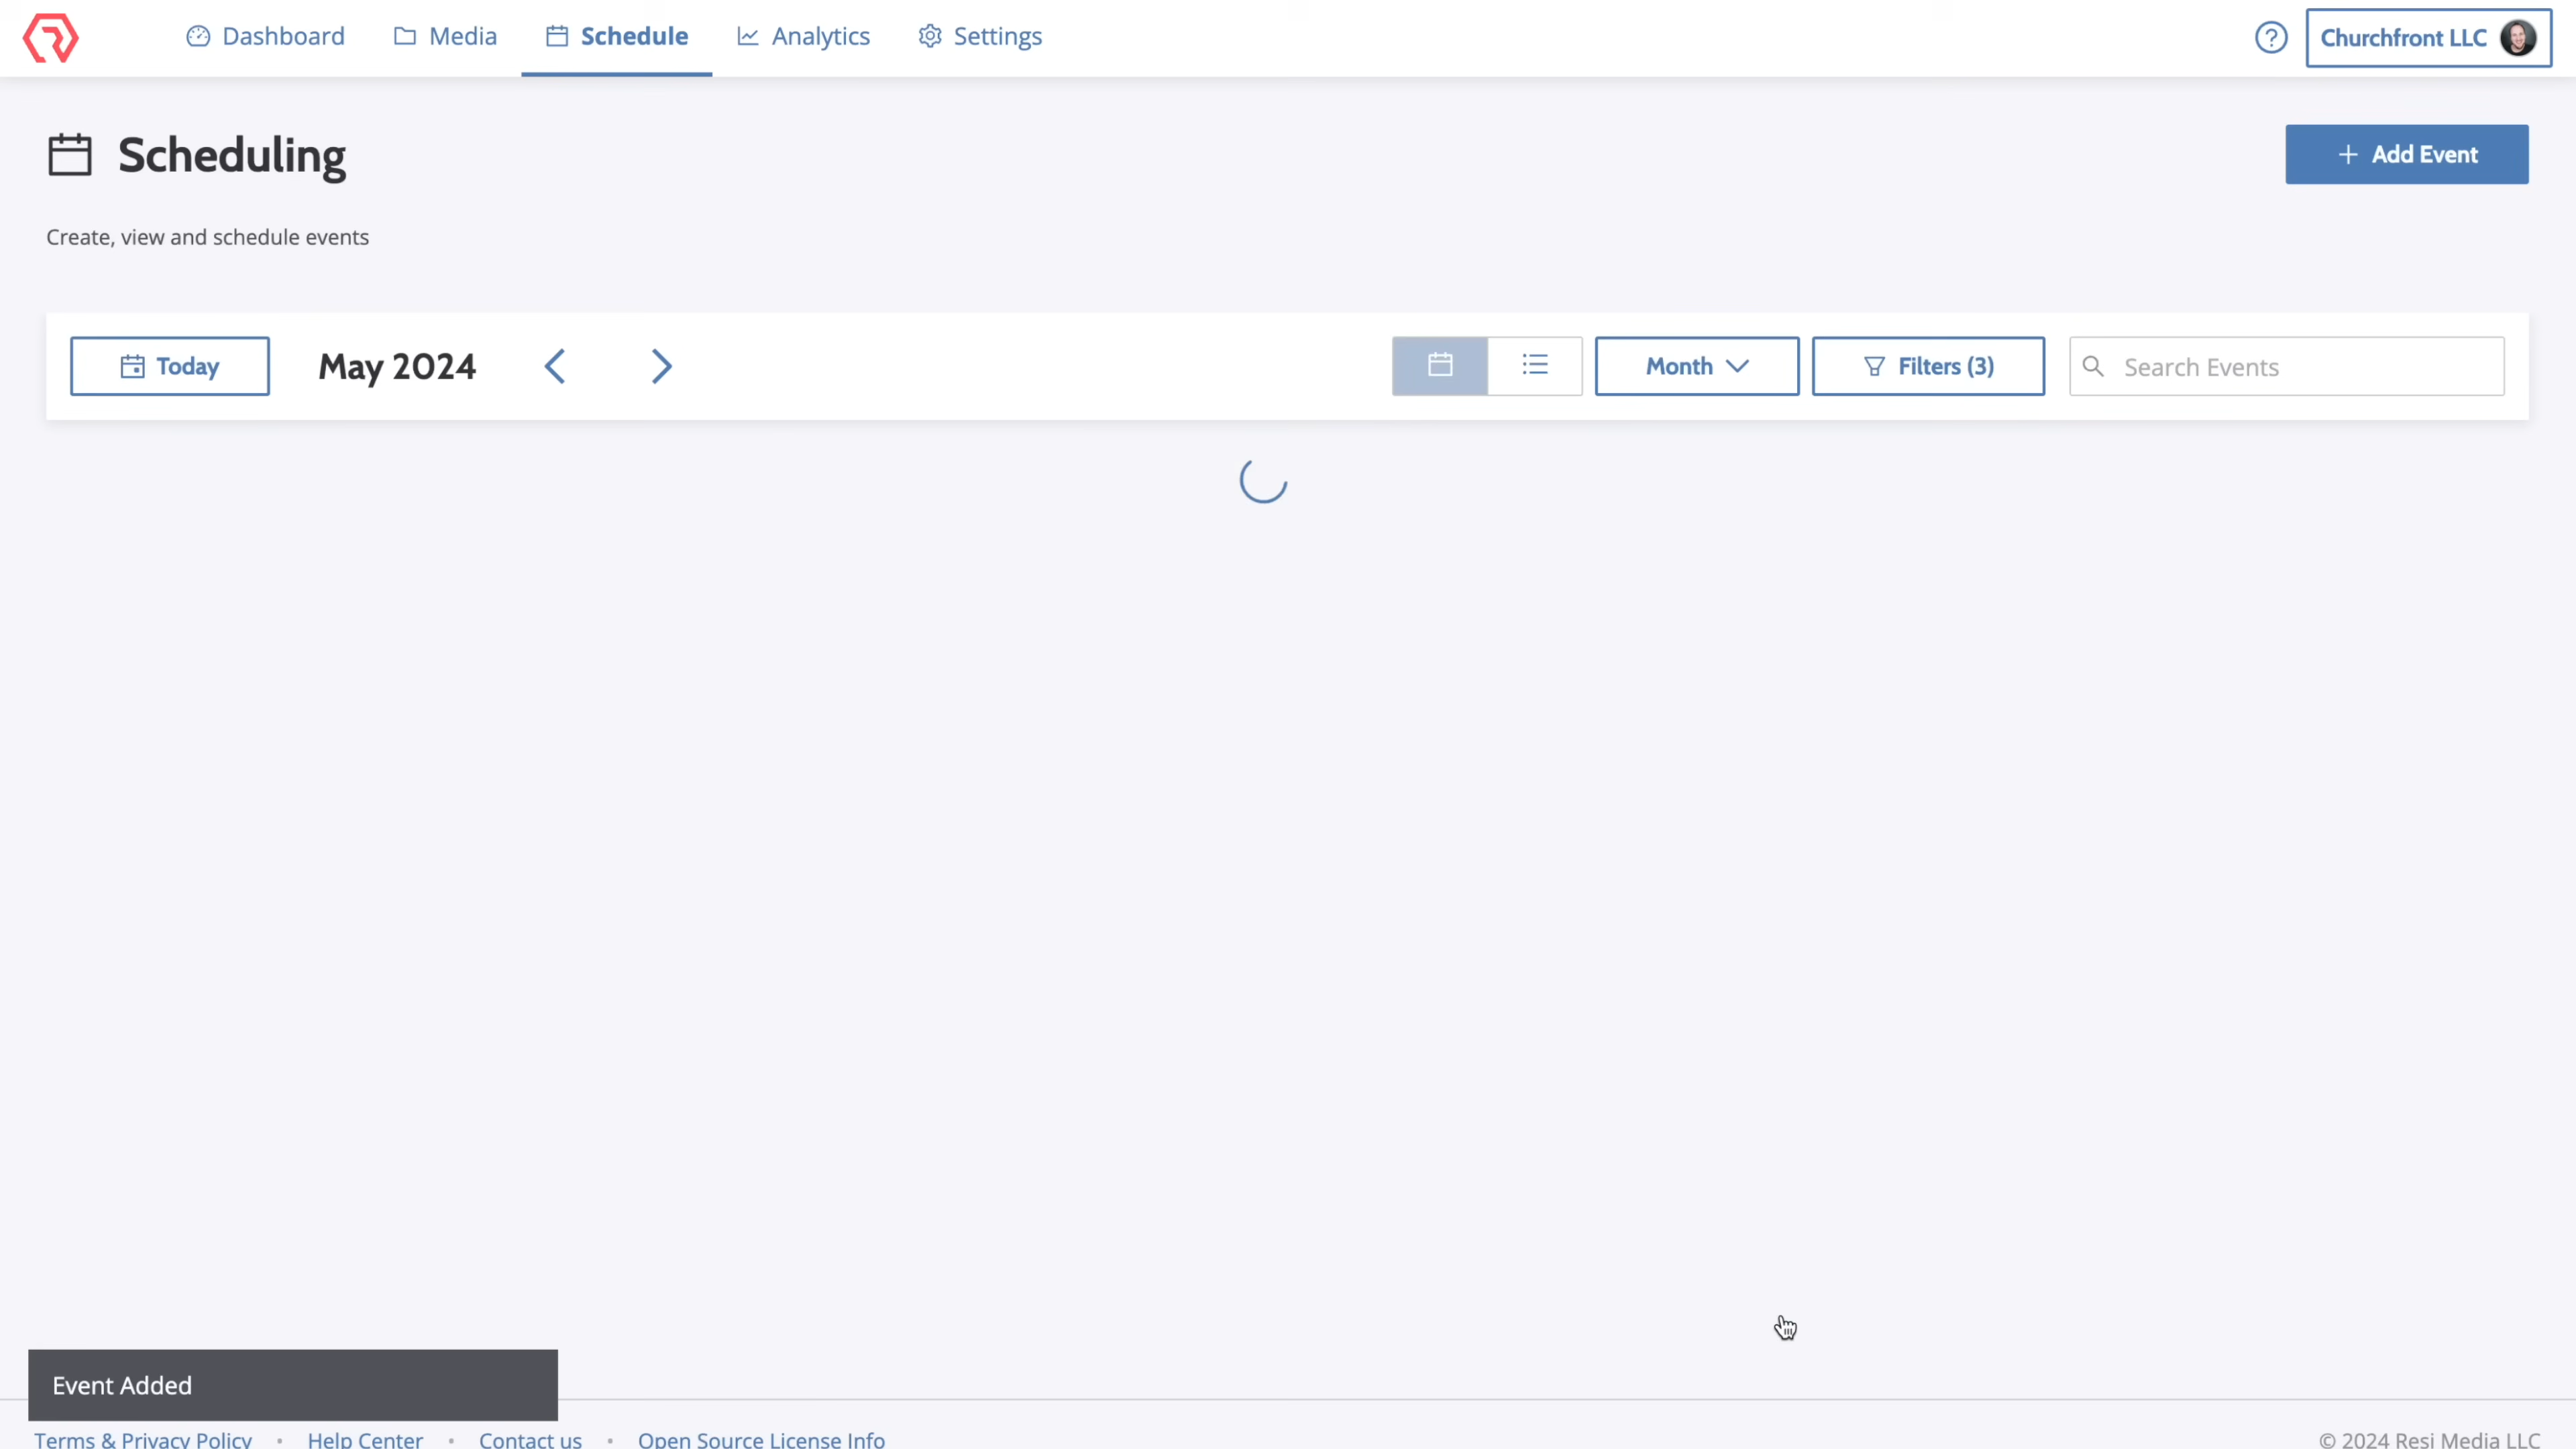 Dashboard
Media
Schedule
Analytics
Settings
?
Churchfront LLC
Scheduling
+ Add Event
Create, view and schedule events
Today
May 2024
Month
Filters (3)
Search Events
Event Added
Terms & Privacy Policy • Help Center • Contact us • Open Source License Info
© 2024 Resi Media LLC